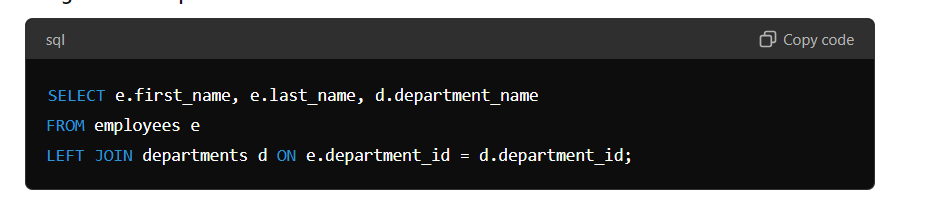 sql
Copy code
SELECT e.first_name, e.last_name, d.department_name
FROM employees e
LEFT JOIN departments d ON e.department_id = d.department_id;